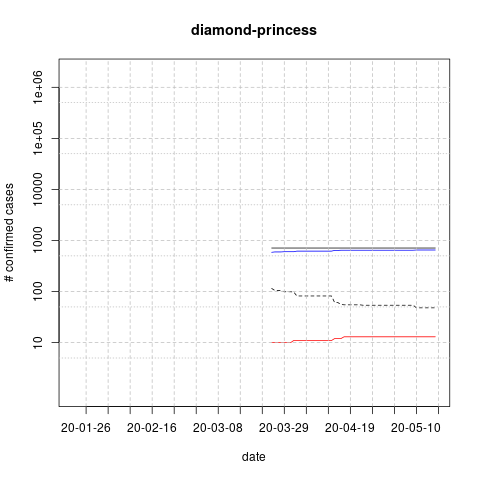 diamond-princess
# confirmed cases
1e+06
1e+05
10000
1000
100
10
20-01-26 20-02-16 20-03-08 20-03-29 20-04-19 20-05-10
date